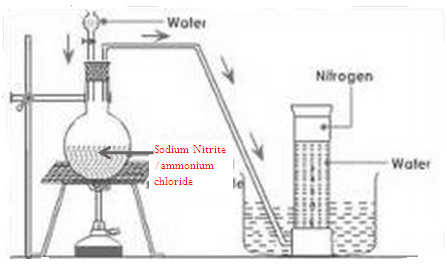 Water
Nitrogen
Sodium Nitrite
/ammonium
chloride
Water